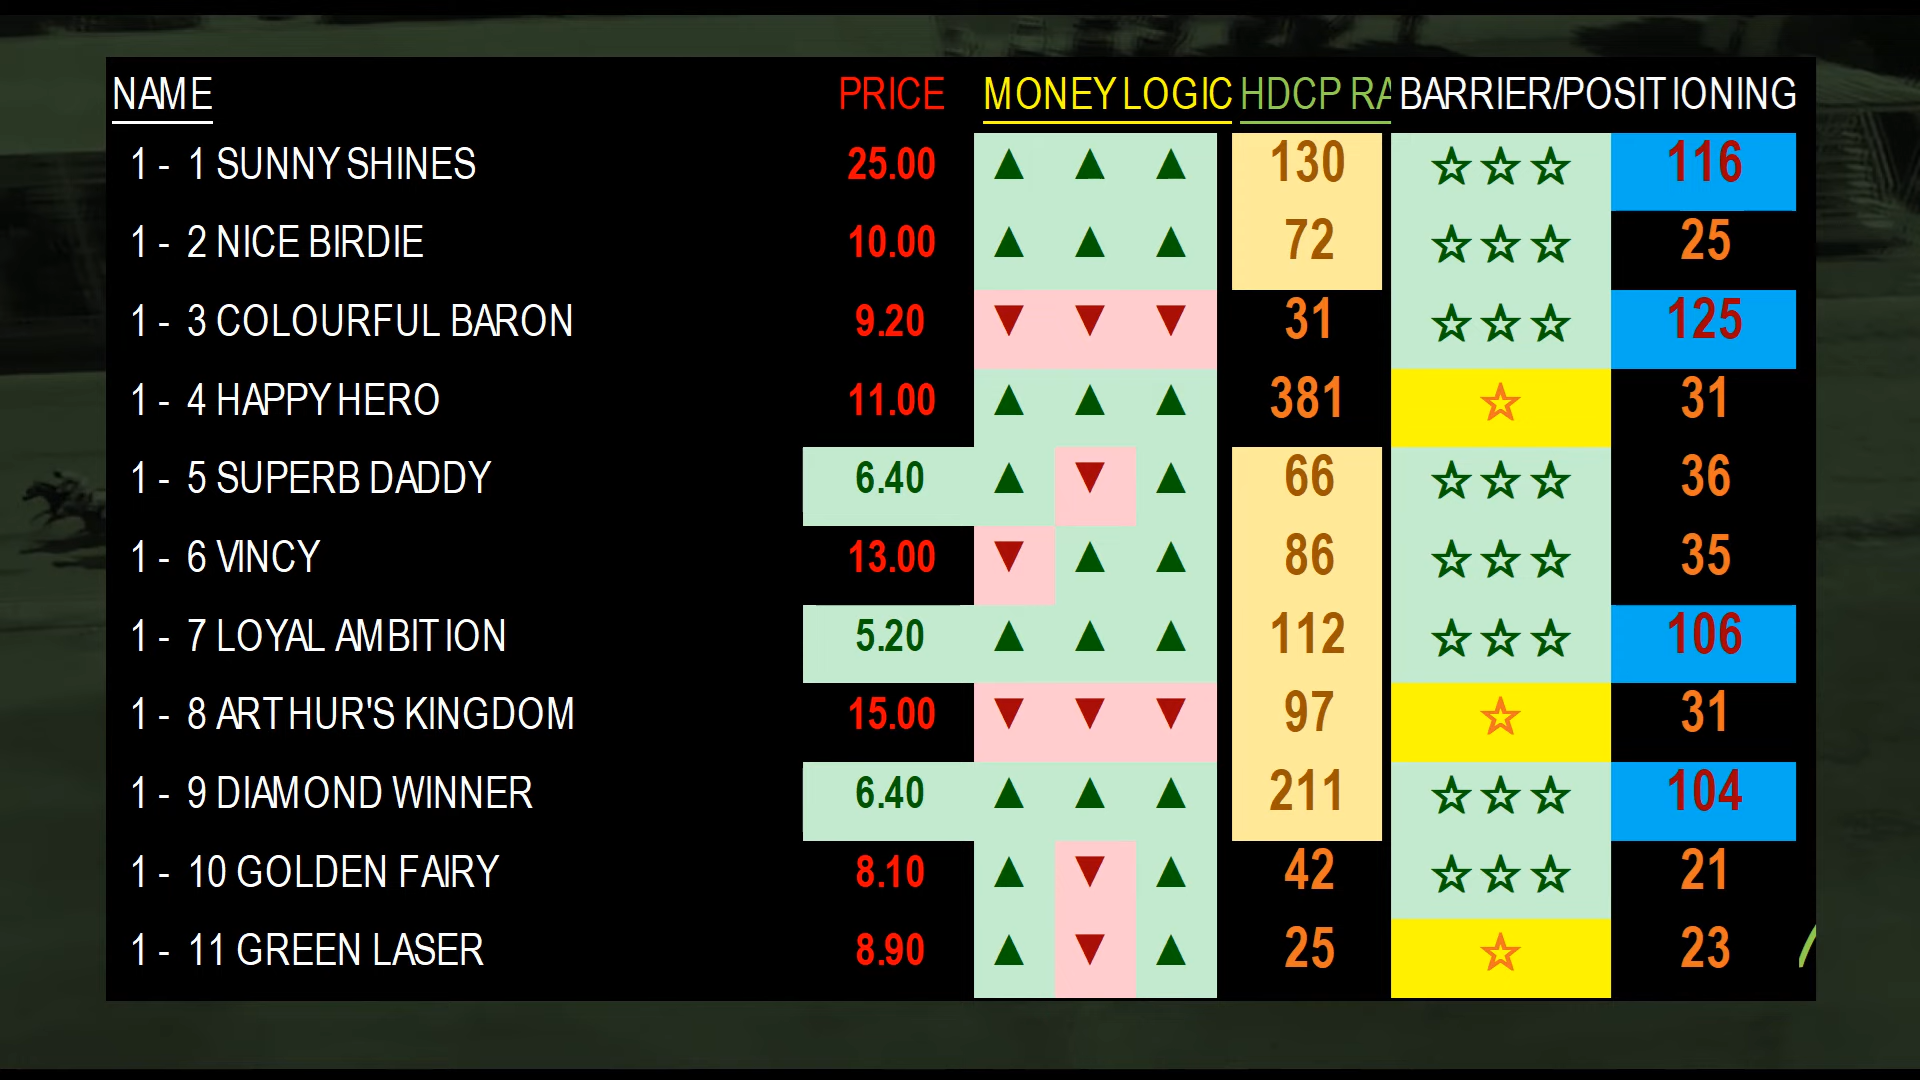 NAME PRICE MONEY LOGIC HDCP RA BARRIER/POSITIONING
1 - 1 SUNNY SHINES 25.00 ▲ ▲ ▲ 130 ☆☆☆ 116
1 - 2 NICE BIRDIE 10.00 ▲ ▲ ▲ 72 ☆☆☆ 25
1 - 3 COLOURFUL BARON 9.20 ▼ ▼ ▼ 31 ☆☆☆ 125
1 - 4 HAPPY HERO 11.00 ▲ ▲ ▲ 381 ☆ 31
1 - 5 SUPERB DADDY 6.40 ▲ ▼ ▲ 66 ☆☆☆ 36
1 - 6 VINCY 13.00 ▼ ▲ ▲ 86 ☆☆☆ 35
1 - 7 LOYAL AMBITION 5.20 ▲ ▲ ▲ 112 ☆☆☆ 106
1 - 8 ARTHUR'S KINGDOM 15.00 ▼ ▼ ▼ 97 ☆ 31
1 - 9 DIAMOND WINNER 6.40 ▲ ▲ ▲ 211 ☆☆☆ 104
1 - 10 GOLDEN FAIRY 8.10 ▲ ▼ ▲ 42 ☆☆☆ 21
1 - 11 GREEN LASER 8.90 ▲ ▼ ▲ 25 ☆ 23